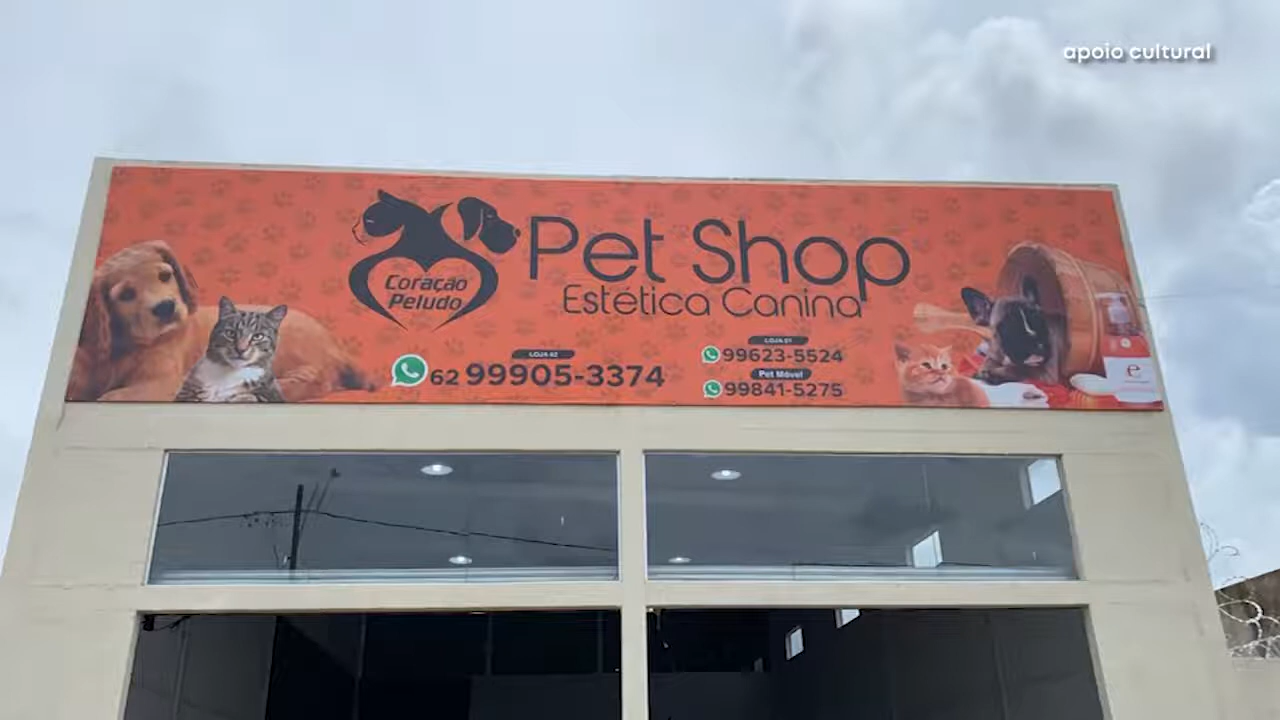 apoio cultural
Coração
Peludo
Pet Shop
Estética Canina
LOJA 02
62 99905-3374
LOJA 01
99623-5524
Pet Móvel
99841-5275
e